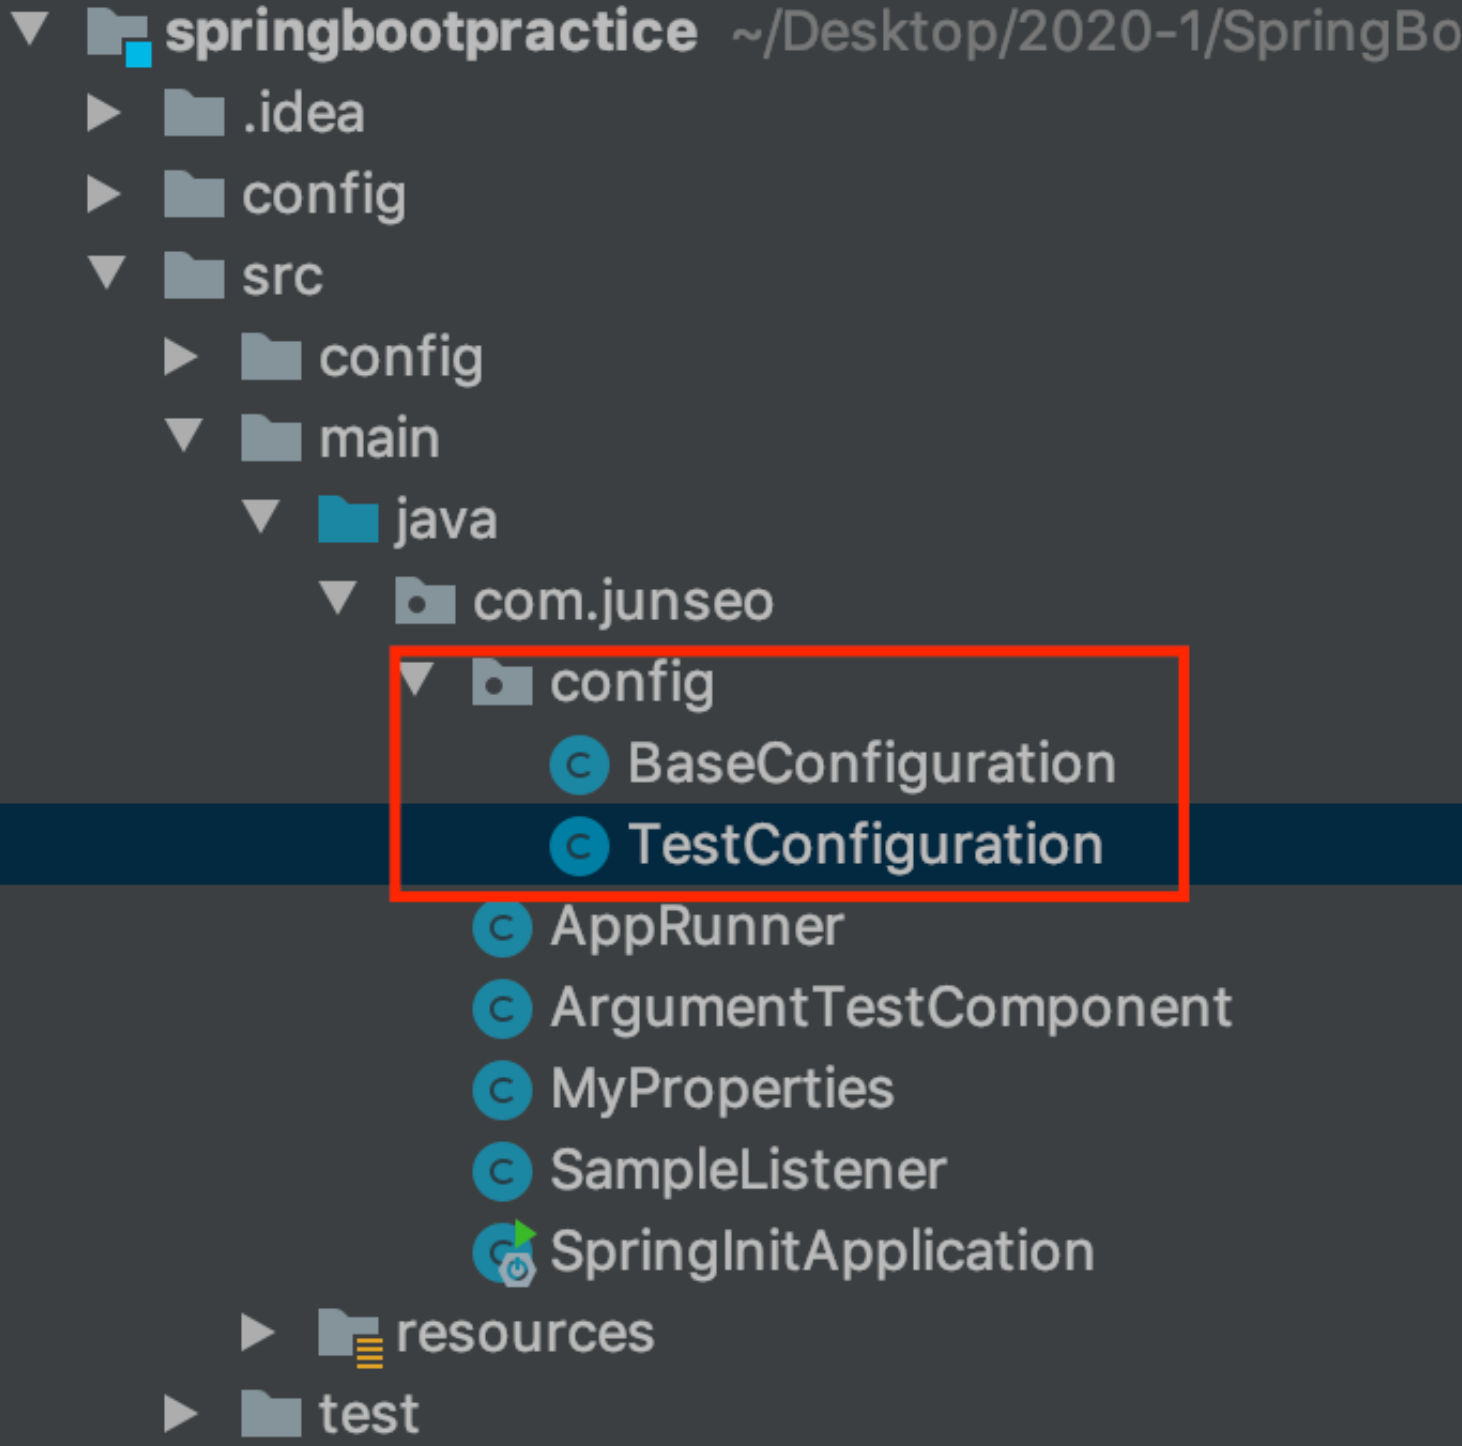 springbootpractice ~/Desktop/2020-1/SpringBo
.idea
config
src
config
main
java
com.junseo
config
BaseConfiguration
TestConfiguration
AppRunner
ArgumentTestComponent
MyProperties
SampleListener
SpringInitApplication
resources
test